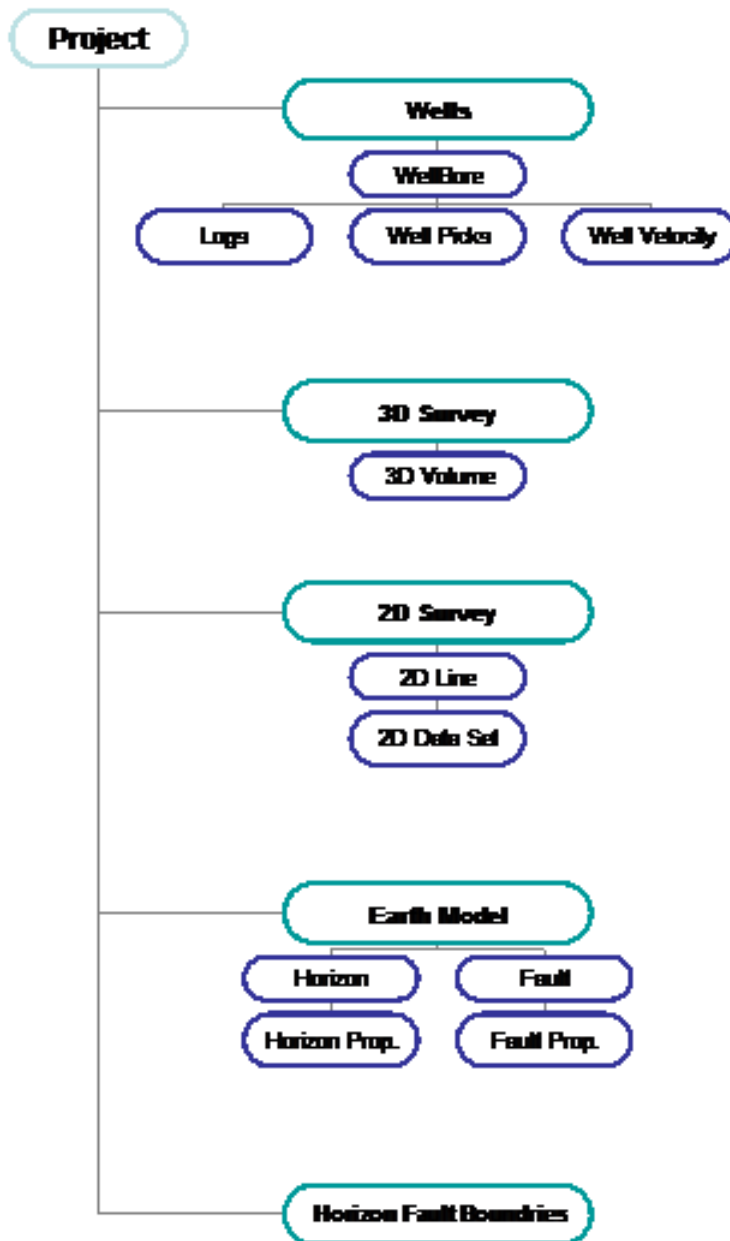 Project
Wells
WellBore
Logs
Well Picks
Well Velocity
3D Survey
3D Volume
2D Survey
2D Line
2D Data Set
Earth Model
Horizon
Fault
Horizon Prop.
Fault Prop.
Horizon Fault Boundries